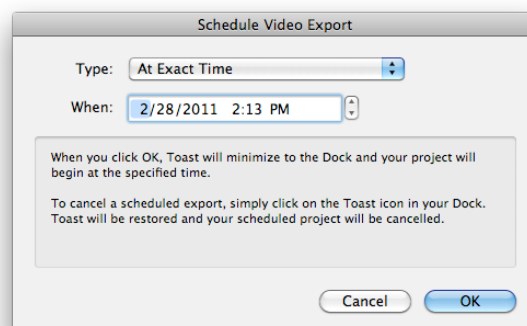 Schedule Video Export
Type: At Exact Time
When: 2/28/2011 2:13 PM
When you click OK, Toast will minimize to the Dock and your project will
begin at the specified time.
To cancel a scheduled export, simply click on the Toast icon in your Dock.
Toast will be restored and your scheduled project will be cancelled.
Cancel OK